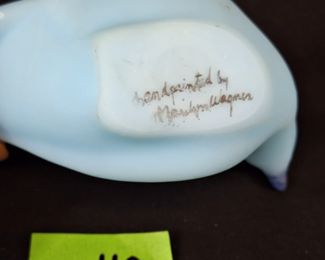 handpainted by
Marilyn Wagner